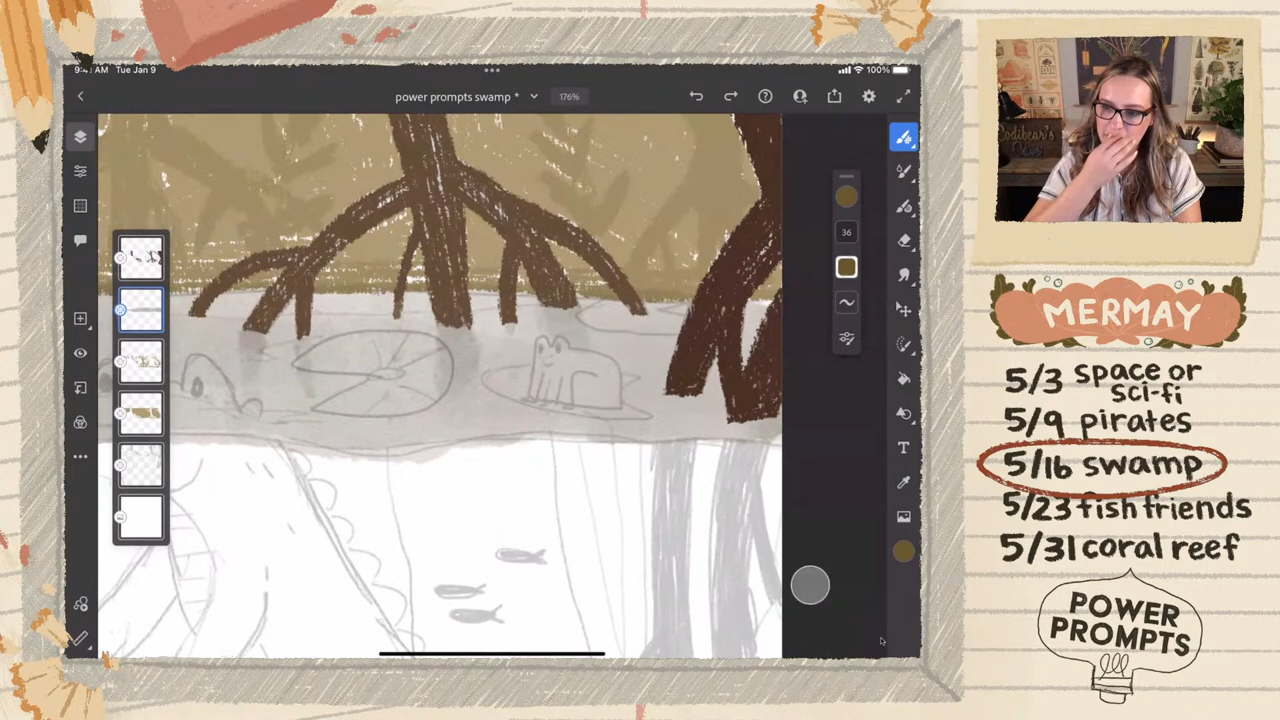 9:41 AM Tue Jan 9
100%
power prompts swamp *
176%
36
T
MERMAY
5/3 space or
sci-fi
5/9 pirates
5/16 swamp
5/23 fish friends
5/31 coral reef
POWER
PROMPTS